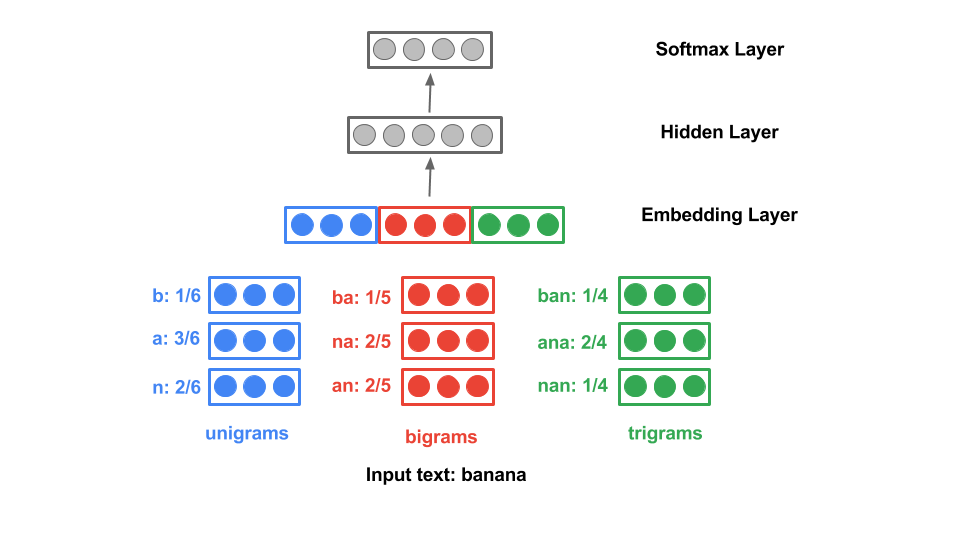 Softmax Layer
Hidden Layer
Embedding Layer
b: 1/6
a: 3/6
n: 2/6
unigrams
ba: 1/5
na: 2/5
an: 2/5
bigrams
ban: 1/4
ana: 2/4
nan: 1/4
trigrams
Input text: banana